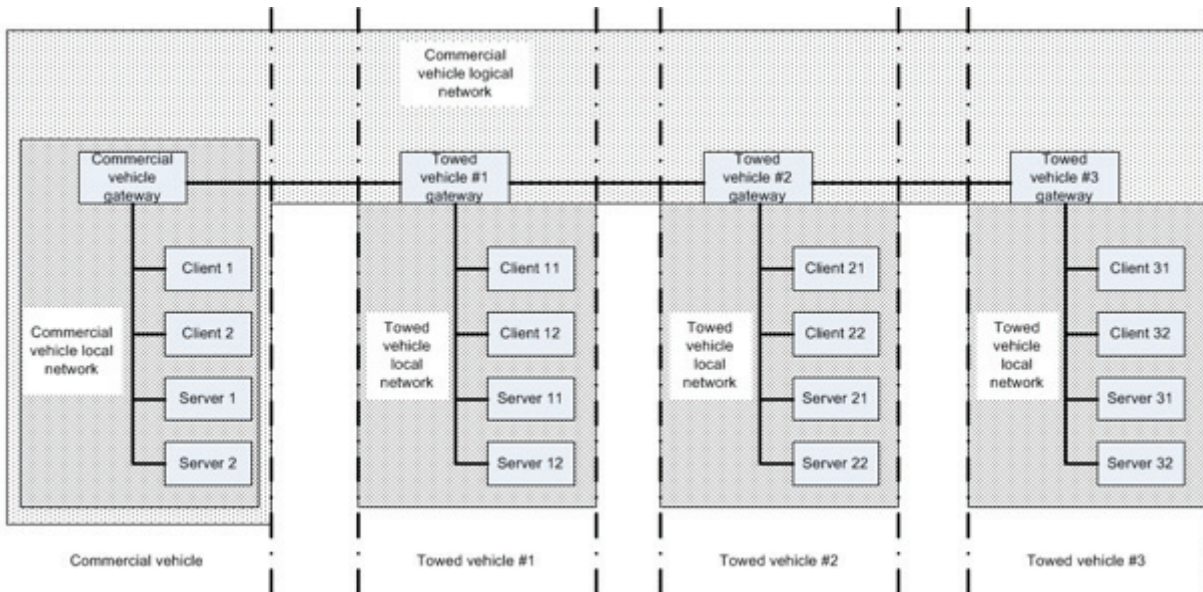 Commercial
vehicle logical
network
Commercial
vehicle
gateway
Towed
vehicle #1
gateway
Towed
vehicle #2
gateway
Towed
vehicle #3
gateway
Client 1
Client 2
Server 1
Server 2
Commercial
vehicle local
network
Client 11
Client 12
Server 11
Server 12
Towed
vehicle
local
network
Client 21
Client 22
Server 21
Server 22
Towed
vehicle
local
network
Client 31
Client 32
Server 31
Server 32
Towed
vehicle
local
network
Commercial vehicle
Towed vehicle #1
Towed vehicle #2
Towed vehicle #3